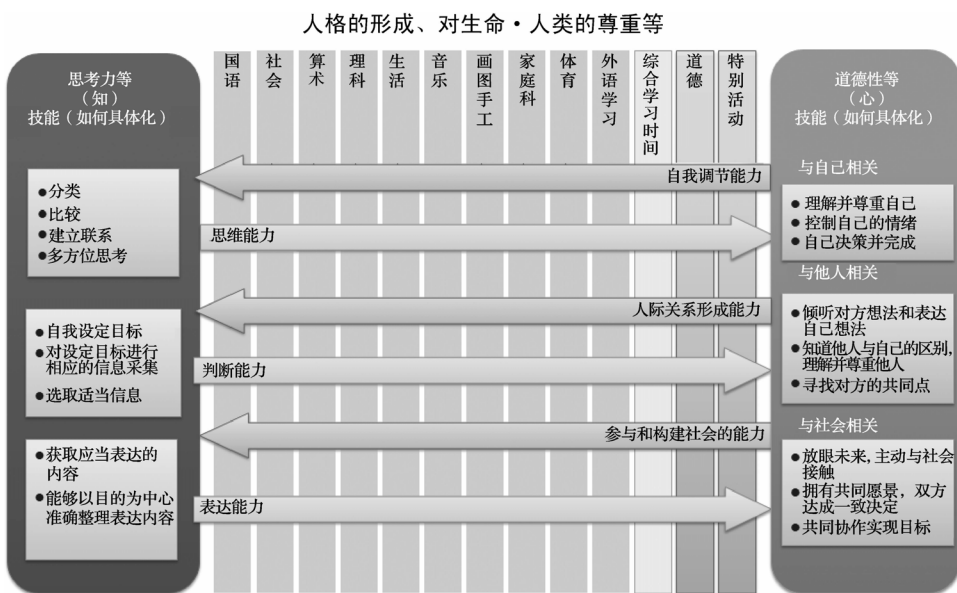 人格的形成、对生命·人类的尊重等
思考力等
（知）
技能（如何具体化）
●分类
●比较
●建立联系
●多方位思考
●自我设定目标
●对设定目标进行
相应的信息采集
●选取适当信息
●获取应当表达的
内容
●能够以目的为中心
准确整理表达内容
国语
社会
算术
理科
生活
音乐
画图手工
家庭科
体育
外语学习
综合学习时间
道德
特别活动
自我调节能力
思维能力
人际关系形成能力
判断能力
参与和构建社会的能力
表达能力
道德性等
（心）
技能（如何具体化）
与自己相关
●理解并尊重自己
●控制自己的情绪
●自己决策并完成
与他人相关
●倾听对方想法和表达
自己想法
●知道他人与自己的区别，
理解并尊重他人
●寻找对方的共同点
与社会相关
●放眼未来，主动与社会
接触
●拥有共同愿景，双方
达成一致决定
●共同协作实现目标